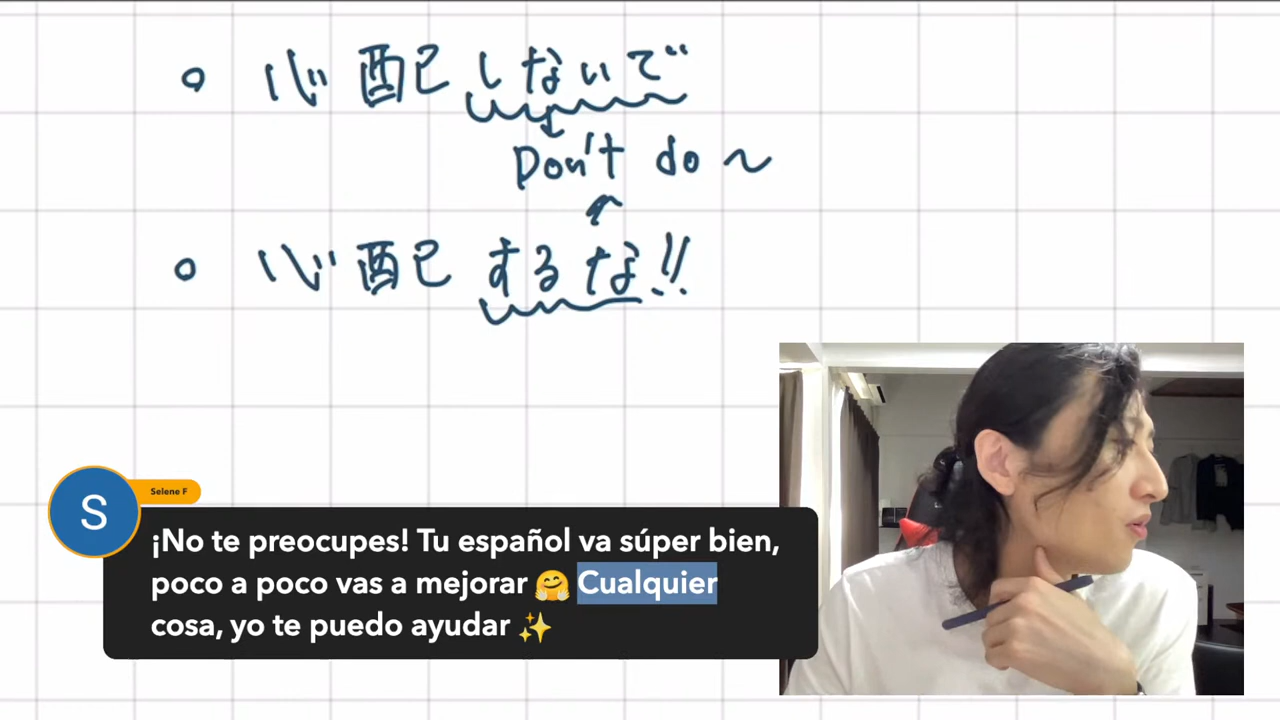 ○ 心配しないで
Don't do ～
○ 心配するな!!
S
Selene F
¡No te preocupes! Tu español va súper bien,
poco a poco vas a mejorar 🤗 Cualquier
cosa, yo te puedo ayudar ✨